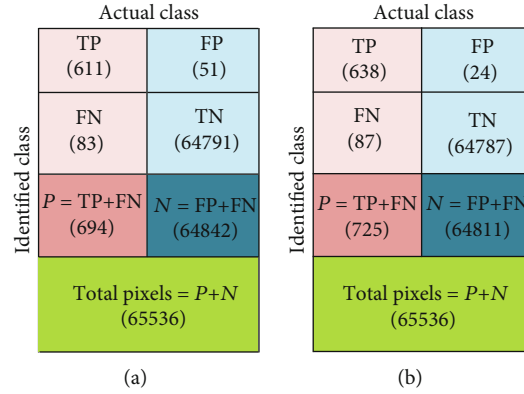 Actual class
Identified class
TP
(611)
FP
(51)
FN
(83)
TN
(64791)
P = TP+FN
(694)
N = FP+FN
(64842)
Total pixels = P+N
(65536)
(a)
Actual class
Identified class
TP
(638)
FP
(24)
FN
(87)
TN
(64787)
P = TP+FN
(725)
N = FP+FN
(64811)
Total pixels = P+N
(65536)
(b)